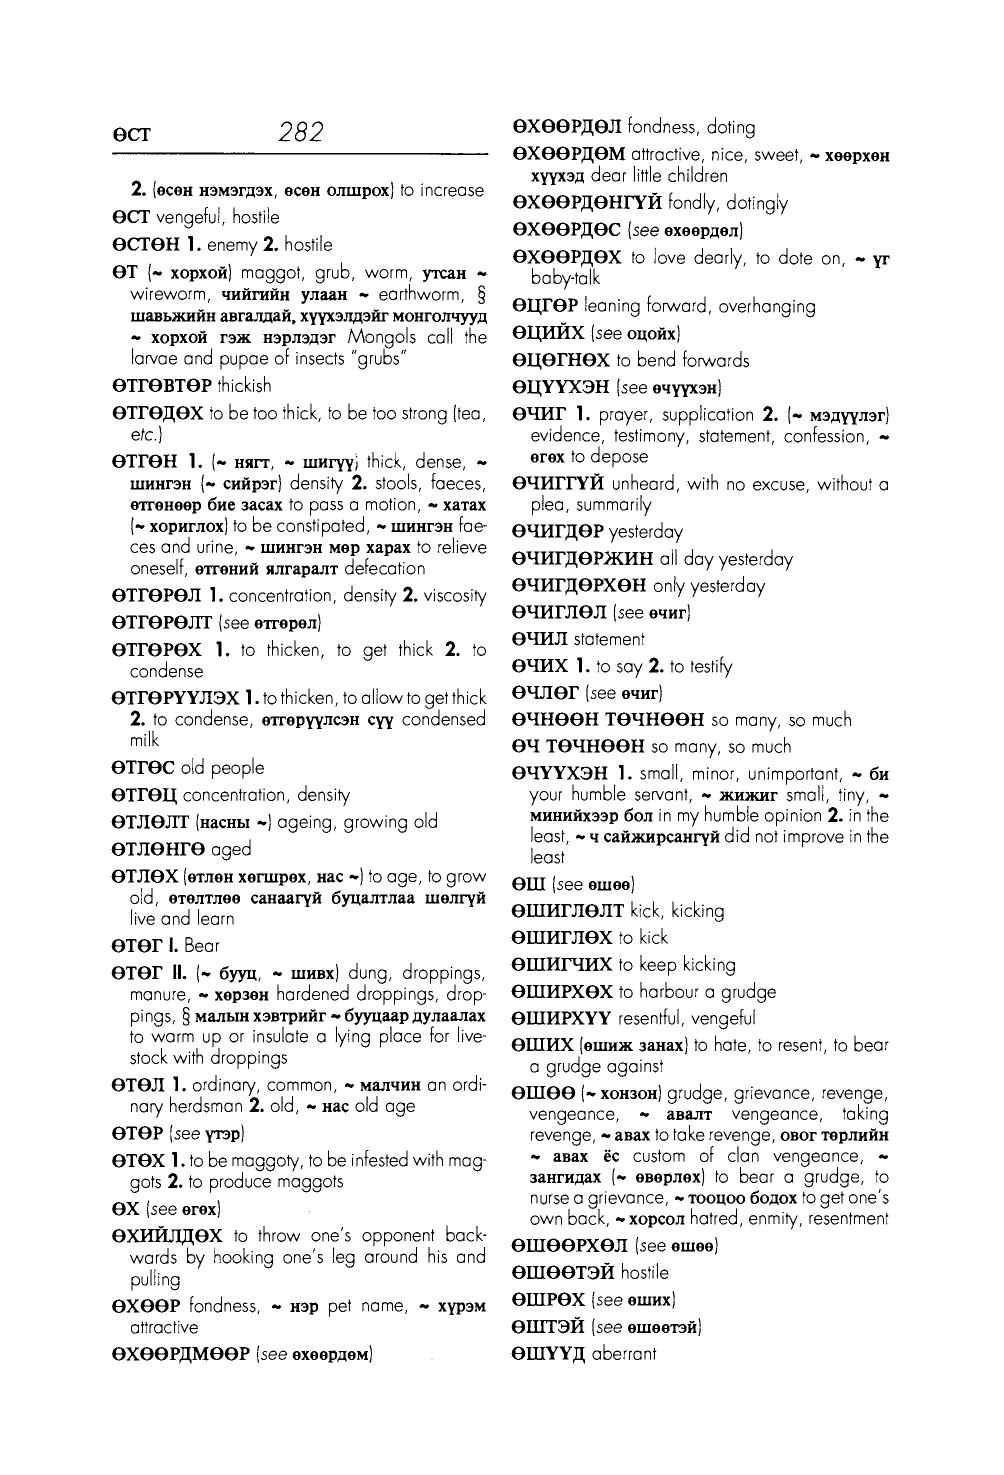 ӨСТ 282
2. (өсөн нэмэгдэх, өсөн олшрох) to increase
ӨСТ vengeful, hostile
ӨСТӨН 1. enemy 2. hostile
ӨТ (~ хорхой) maggot, grub, worm, утсан ~
wireworm, чийгийн улаан ~ earthworm, §
шавьжийн авгалдай, хүүхэлдэйг монголчууд
~ хорхой гэж нэрлэдэг Mongols call the
larvae and pupae of insects "grubs"
ӨТГӨВТӨР thickish
ӨТГӨДӨХ to be too thick, to be too strong (tea,
etc.)
ӨТГӨН 1. (~ нягт, ~ шигүү) thick, dense, ~
шингэн (~ сийрэг) density 2. stools, faeces,
өтгөнөөр бие засах to pass a motion, ~ хатах
(~ хориглох) to be constipated, ~ шингэн fae-
ces and urine, ~ шингэн мөр харах to relieve
oneself, өтгөний ялгаралт defecation
ӨТГӨРӨЛ 1. concentration, density 2. viscosity
ӨТГӨРӨЛТ (see өтгөрөл)
ӨТГӨРӨХ 1. to thicken, to get thick 2. to
condense
ӨТГӨРҮҮЛЭХ 1. to thicken, to allow to get thick
2. to condense, өтгөрүүлсэн сүү condensed
milk
ӨТГӨС old people
ӨТГӨЦ concentration, density
ӨТЛӨЛТ (насны ~) ageing, growing old
ӨТЛӨНГӨ aged
ӨТЛӨХ (өтлөн хөгшрөх, нас ~) to age, to grow
old, өтөлтлөө санаагүй буцалтлаа шөлгүй
live and learn
ӨТӨГ I. Bear
ӨТӨГ II. (~ бууц, ~ шивх) dung, droppings,
manure, ~ хөрзөн hardened droppings, drop-
pings, § малын хэвтрийг ~ бууцаар дулаалах
to warm up or insulate a lying place for live-
stock with droppings
ӨТӨЛ 1. ordinary, common, ~ малчин an ordi-
nary herdsman 2. old, ~ нас old age
ӨТӨР (see үтэр)
ӨТӨХ 1. to be maggoty, to be infested with mag-
gots 2. to produce maggots
ӨХ (see өгөх)
ӨХИЙЛДӨХ to throw one's opponent back-
wards by hooking one's leg around his and
pulling
ӨХӨӨР fondness, ~ нэр pet name, ~ хүрэм
attractive
ӨХӨӨРДМӨӨР (see өхөөрдөм)
ӨХӨӨРДӨЛ fondness, doting
ӨХӨӨРДӨМ attractive, nice, sweet, ~ хөөрхөн
хүүхэд dear little children
ӨХӨӨРДӨНГҮЙ fondly, dotingly
ӨХӨӨРДӨС (see өхөөрдөл)
ӨХӨӨРДӨХ to love dearly, to dote on, ~ үг
baby-talk
ӨЦГӨР leaning forward, overhanging
ӨЦИЙХ (see оцойх)
ӨЦӨГНӨХ to bend forwards
ӨЦҮҮХЭН (see өчүүхэн)
ӨЧИГ 1. prayer, supplication 2. (~ мэдүүлэг)
evidence, testimony, statement, confession, ~
өгөх to depose
ӨЧИГГҮЙ unheard, with no excuse, without a
plea, summarily
ӨЧИГДӨР yesterday
ӨЧИГДӨРЖИН all day yesterday
ӨЧИГДӨРХӨН only yesterday
ӨЧИГЛӨЛ (see өчиг)
ӨЧИЛ statement
ӨЧИХ 1. to say 2. to testify
ӨЧЛӨГ (see өчиг)
ӨЧНӨӨН ТӨЧНӨӨН so many, so much
ӨЧ ТӨЧНӨӨН so many, so much
ӨЧҮҮХЭН 1. small, minor, unimportant, ~ би
your humble servant, ~ жижиг small, tiny, ~
минийхээр бол in my humble opinion 2. in the
least, ~ ч сайжирсангүй did not improve in the
least
ӨШ (see өшөө)
ӨШИГЛӨЛТ kick, kicking
ӨШИГЛӨХ to kick
ӨШИГЧИХ to keep kicking
ӨШИРХӨХ to harbour a grudge
ӨШИРХҮҮ resentful, vengeful
ӨШИХ (өшиж занах) to hate, to resent, to bear
a grudge against
ӨШӨӨ (~ хонзон) grudge, grievance, revenge,
vengeance, ~ авалт vengeance, taking
revenge, ~ авах to take revenge, овог төрлийн
~ авах ёс custom of clan vengeance, ~
зангидах (~ өвөрлөх) to bear a grudge, to
nurse a grievance, ~ тооцоо бодох to get one's
own back, ~ хорсол hatred, enmity, resentment
ӨШӨӨРХӨЛ (see өшөө)
ӨШӨӨТЭЙ hostile
ӨШРӨХ (see өших)
ӨШТЭЙ (see өшөөтэй)
ӨШҮҮД aberrant